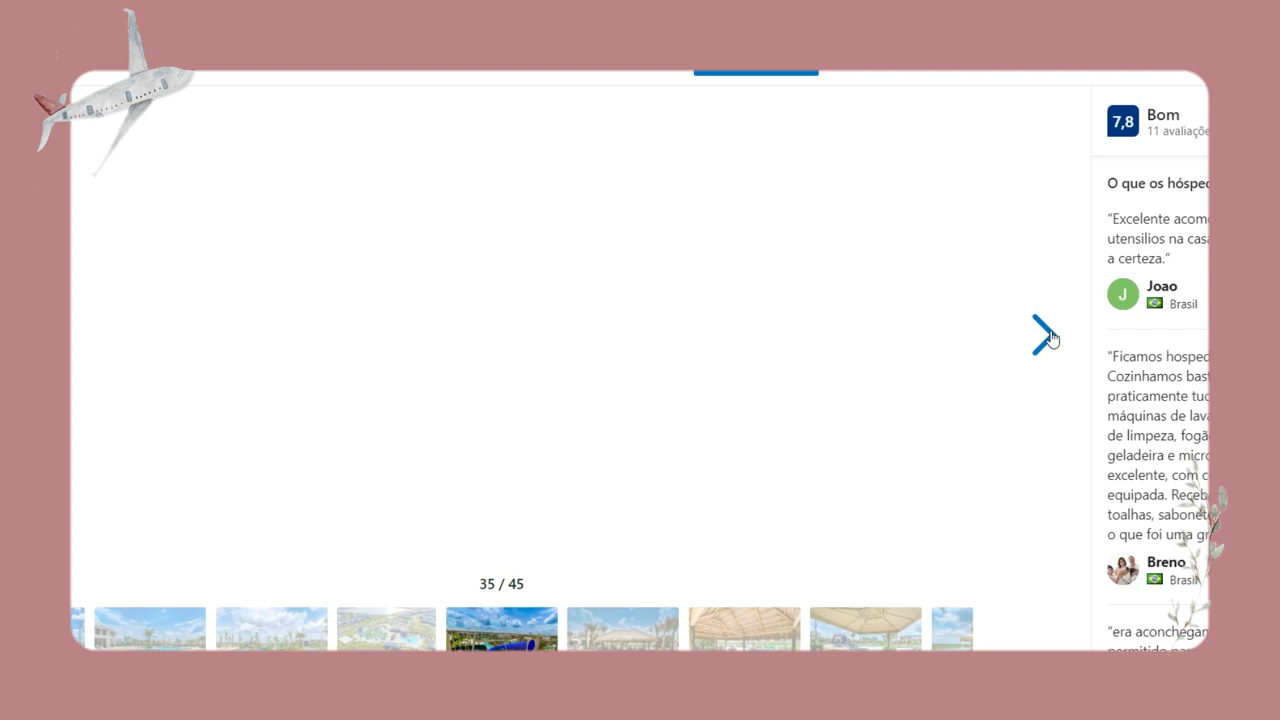 7,8
Bom
11 avaliaçõe
O que os hóspe
“Excelente acom
utensilios na cas
a certeza.”
J
Joao
Brasil
“Ficamos hosped
Cozinhamos bast
praticamente tud
máquinas de lava
de limpeza, fogã
geladeira e micro
excelente, com c
equipada. Receb
toalhas, sabonet
o que foi uma gr
Breno
Brasil
“era aconchegan
35 / 45